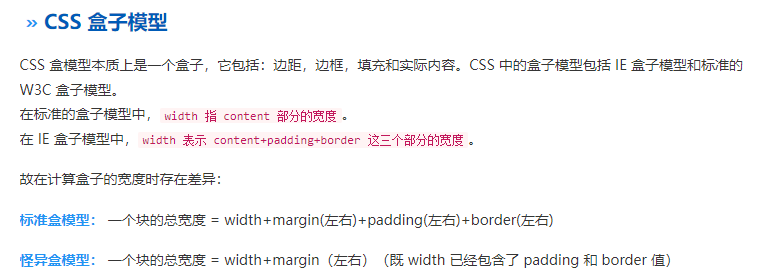 » CSS 盒子模型
CSS 盒模型本质上是一个盒子，它包括：边距，边框，填充和实际内容。CSS 中的盒子模型包括 IE 盒子模型和标准的
W3C 盒子模型。
在标准的盒子模型中，width 指 content 部分的宽度。
在 IE 盒子模型中，width 表示 content+padding+border 这三个部分的宽度。
故在计算盒子的宽度时存在差异：
标准盒模型： 一个块的总宽度 = width+margin(左右)+padding(左右)+border(左右)
怪异盒模型： 一个块的总宽度 = width+margin（左右）（既 width 已经包含了 padding 和 border 值）